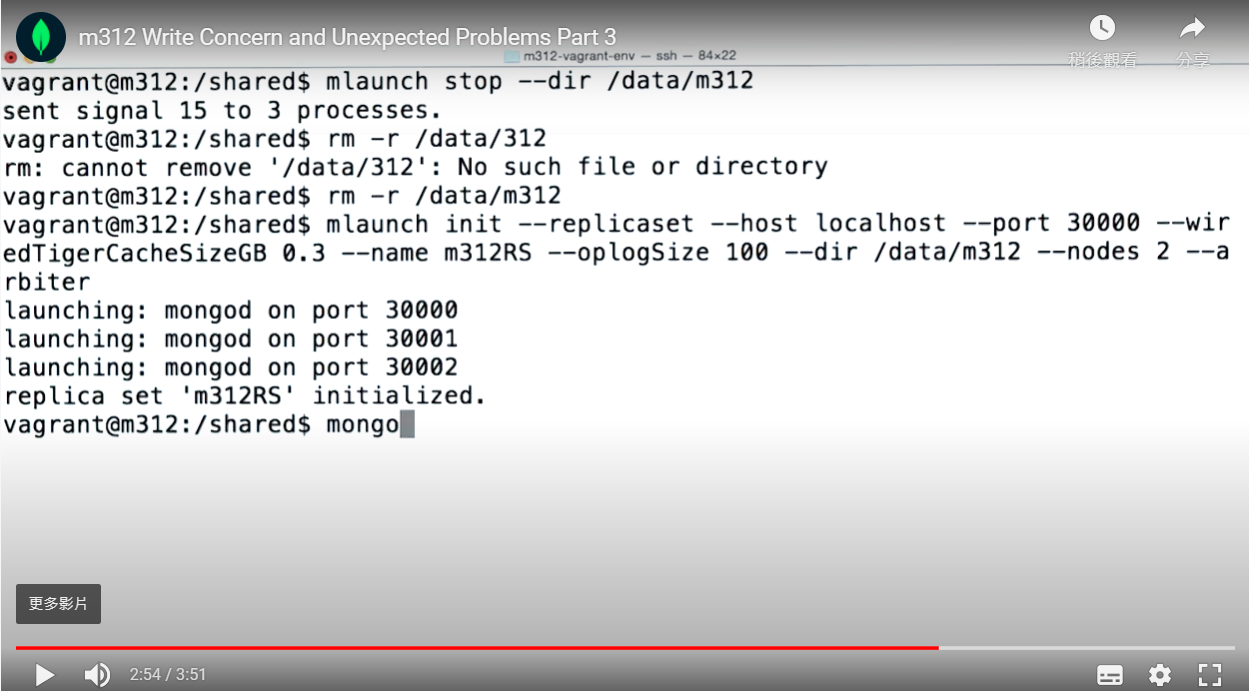 m312 Write Concern and Unexpected Problems Part 3
稍後觀看
分享
m312-vagrant-env — ssh — 84×22
vagrant@m312:/shared$ mlaunch stop --dir /data/m312
sent signal 15 to 3 processes.
vagrant@m312:/shared$ rm -r /data/312
rm: cannot remove '/data/312': No such file or directory
vagrant@m312:/shared$ rm -r /data/m312
vagrant@m312:/shared$ mlaunch init --replicaset --host localhost --port 30000 --wir
edTigerCacheSizeGB 0.3 --name m312RS --oplogSize 100 --dir /data/m312 --nodes 2 --a
rbiter
launching: mongod on port 30000
launching: mongod on port 30001
launching: mongod on port 30002
replica set 'm312RS' initialized.
vagrant@m312:/shared$ mongo
更多影片
2:54 / 3:51